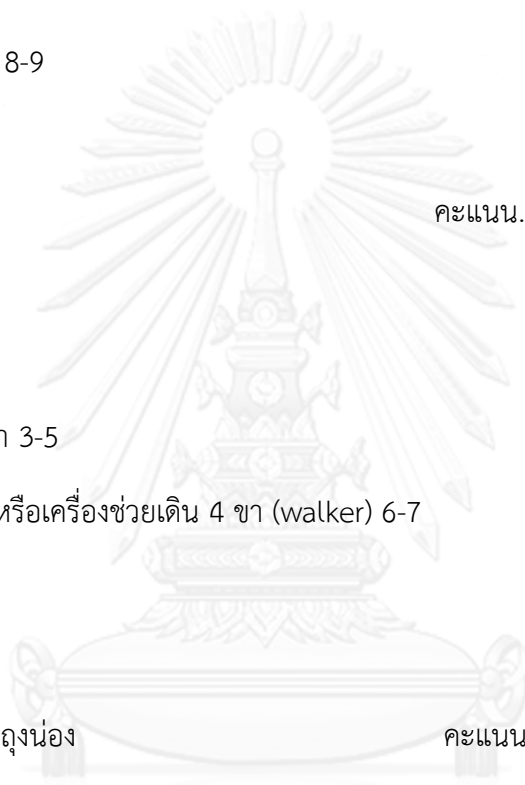 8-9
คะแนน.
3-5
หรือเครื่องช่วยเดิน 4 ขา (walker) 6-7
ถุงน่อง คะแนน